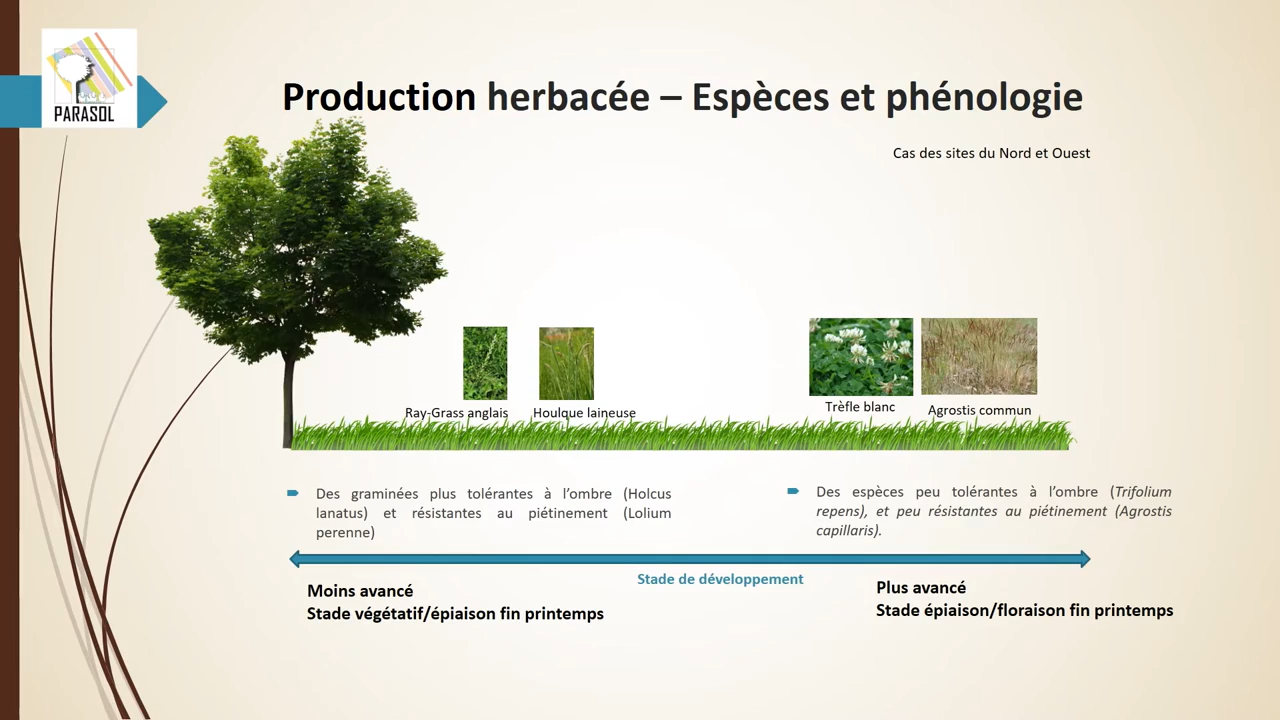 PARASOL
Production herbacée – Espèces et phénologie
Cas des sites du Nord et Ouest
Ray-Grass anglais
Houlque laineuse
Trèfle blanc
Agrostis commun
Des graminées plus tolérantes à l’ombre (Holcus
lanatus) et résistantes au piétinement (Lolium
perenne)
Des espèces peu tolérantes à l’ombre (Trifolium
repens), et peu résistantes au piétinement (Agrostis
capillaris).
Stade de développement
Moins avancé
Stade végétatif/épiaison fin printemps
Plus avancé
Stade épiaison/floraison fin printemps